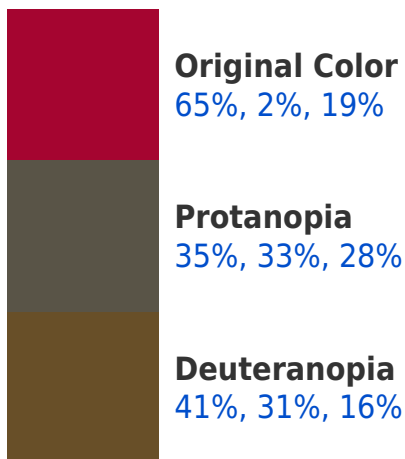 Original Color
65%, 2%, 19%
Protanopia
35%, 33%, 28%
Deuteranopia
41%, 31%, 16%